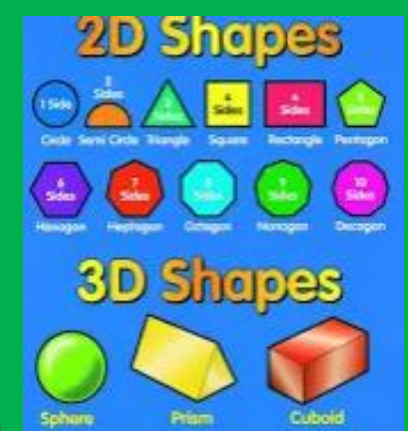 2D Shapes
1 Side
2
Sides
3
Sides
4
Sides
4
Sides
5
Sides
Circle Semi Circle Triangle Square Rectangle Pentagon
6
Sides
7
Sides
8
Sides
9
Sides
10
Sides
Hexagon Heptagon Octagon Nonagon Decagon
3D Shapes
Sphere Prism Cuboid